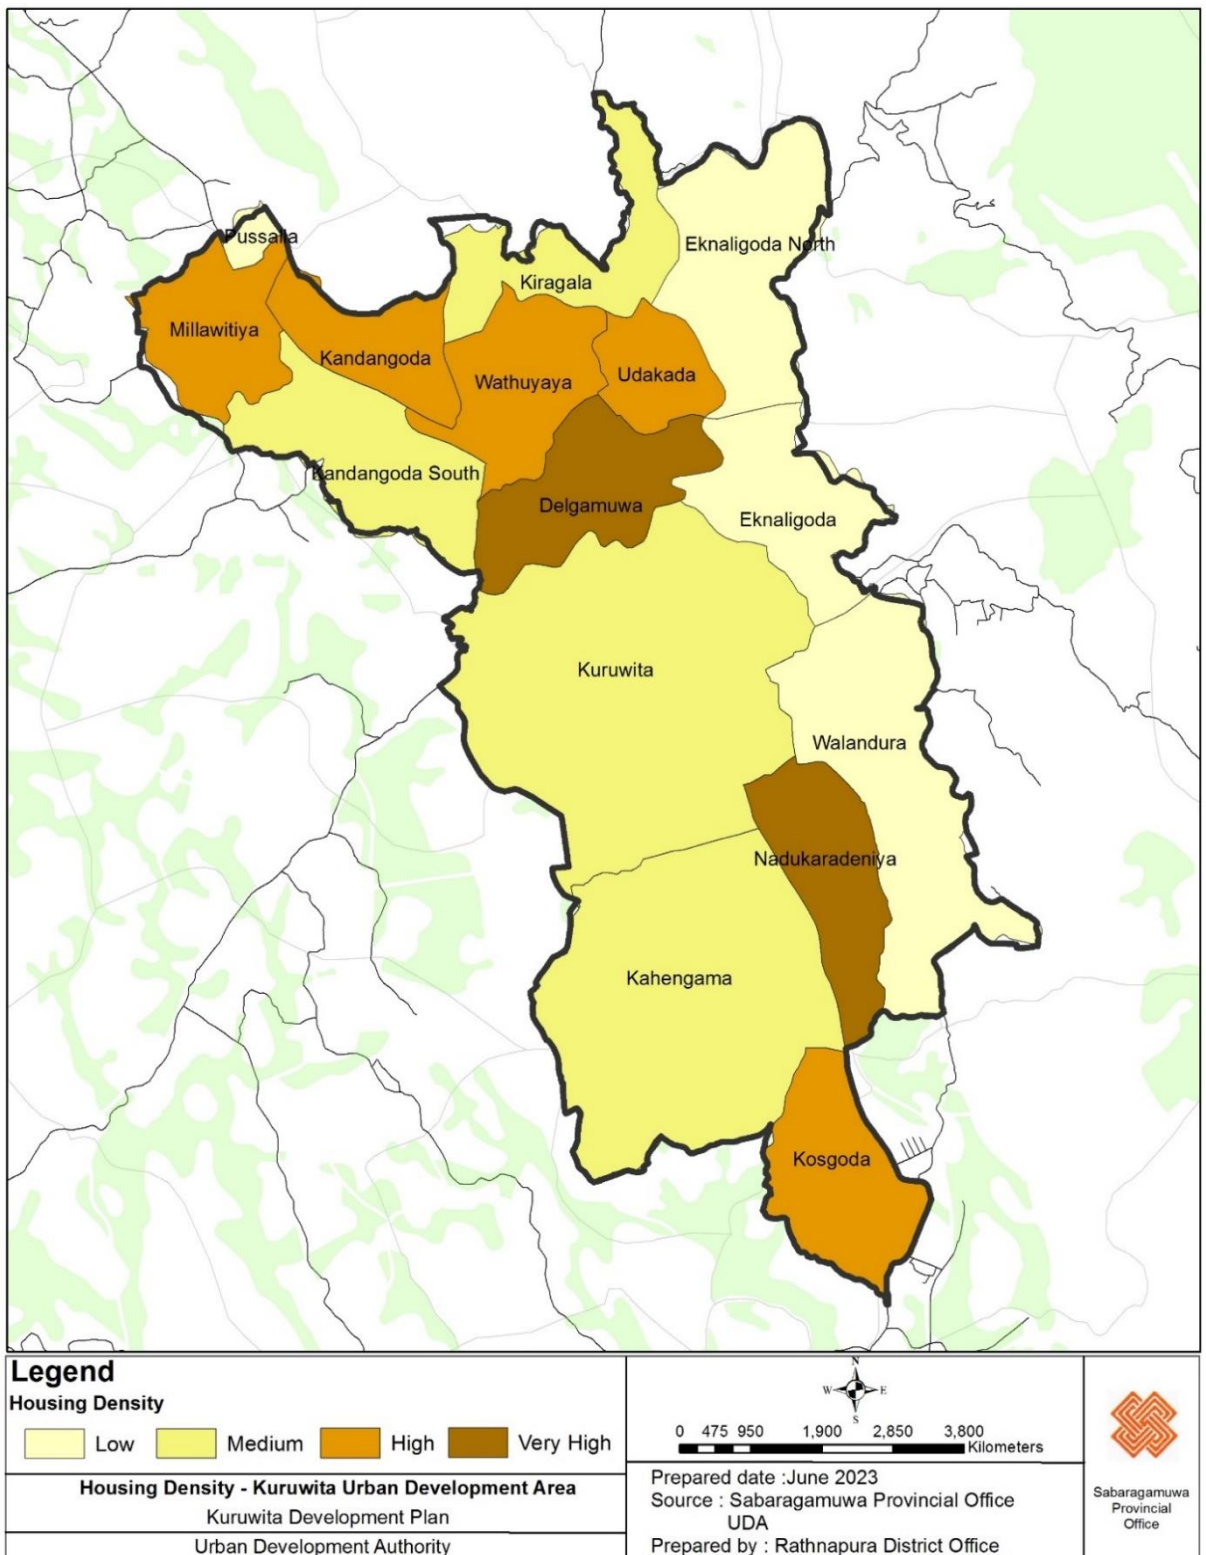 Eknaligoda North
Pussalla
Kiragala
Millawitiya
Kandangoda
Wathuyaya
Udakada
Kandangoda South
Delgamuwa
Eknaligoda
Kuruwita
Walandura
Nadukaradeniya
Kahengama
Kosgoda
Legend
Housing Density
Low Medium High Very High
Housing Density - Kuruwita Urban Development Area
Kuruwita Development Plan
Urban Development Authority
N
W E
S
0 475 950 1,900 2,850 3,800
Kilometers
Prepared date :June 2023
Source : Sabaragamuwa Provincial Office
UDA
Prepared by : Rathnapura District Office
Sabaragamuwa
Provincial
Office